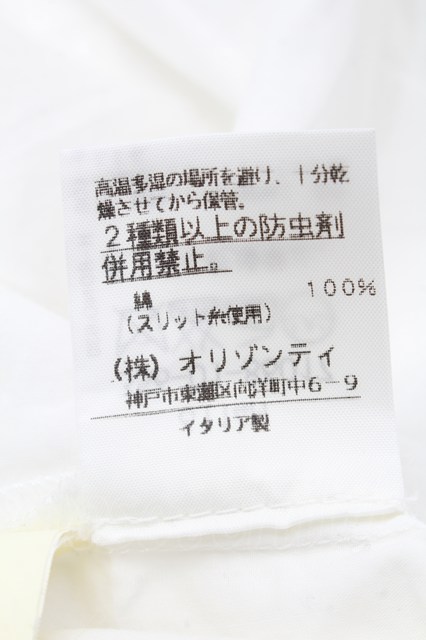 高温多湿の場所を避け、十分乾
燥させてから保管。
2種類以上の防虫剤
併用禁止。
綿 100%
(スリット糸使用)
(株)オリゾンティ
神戸市東灘区向洋町中6-9
イタリア製